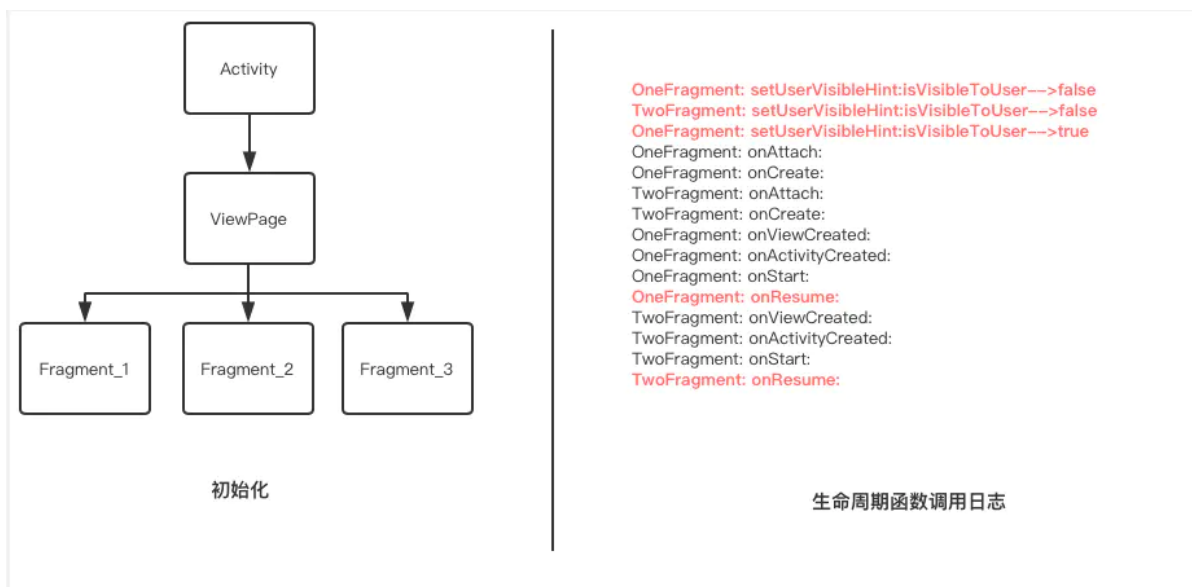 Activity
ViewPage
Fragment_1
Fragment_2
Fragment_3
初始化
OneFragment: setUserVisibleHint:isVisibleToUser-->false
TwoFragment: setUserVisibleHint:isVisibleToUser-->false
OneFragment: setUserVisibleHint:isVisibleToUser-->true
OneFragment: onAttach:
OneFragment: onCreate:
TwoFragment: onAttach:
TwoFragment: onCreate:
OneFragment: onViewCreated:
OneFragment: onActivityCreated:
OneFragment: onStart:
OneFragment: onResume:
TwoFragment: onViewCreated:
TwoFragment: onActivityCreated:
TwoFragment: onStart:
TwoFragment: onResume:
生命周期函数调用日志